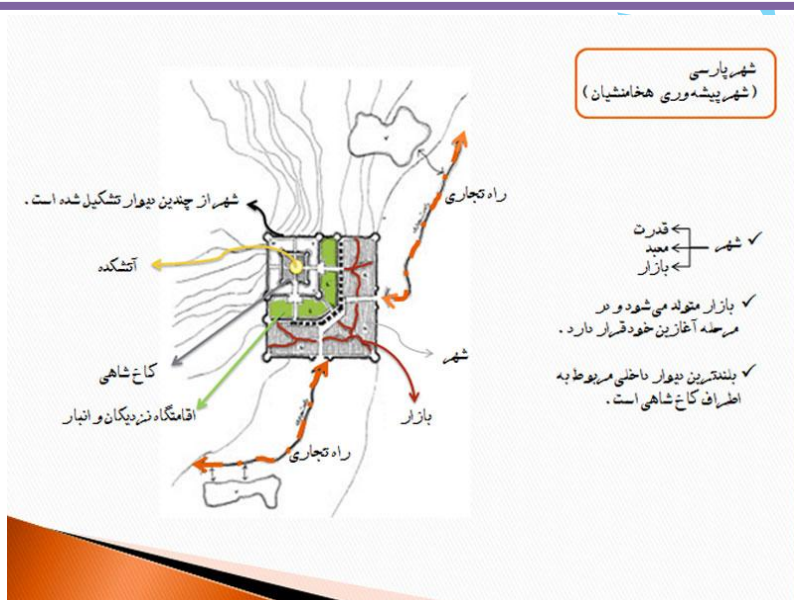 شهر پارسی
(شهر پیشه‌وری هخامنشیان)
راه تجاری
شهر از چندین دیوار تشکیل شده است.
آتشکده
کاخ شاهی
اقامتگاه نزدیکان و انبار
راه تجاری
بازار
شهر
✓ شهر
قدرت
معبد
بازار
✓ بازار متولد می‌شود و در
مرحله آغازین خود قرار دارد.
✓ بلندترین دیوار داخلی مربوط به
اطراف کاخ شاهی است.